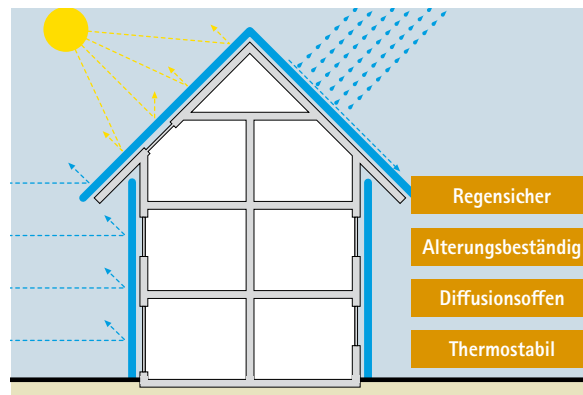 Regensicher
Alterungsbeständig
Diffusionsoffen
Thermostabil